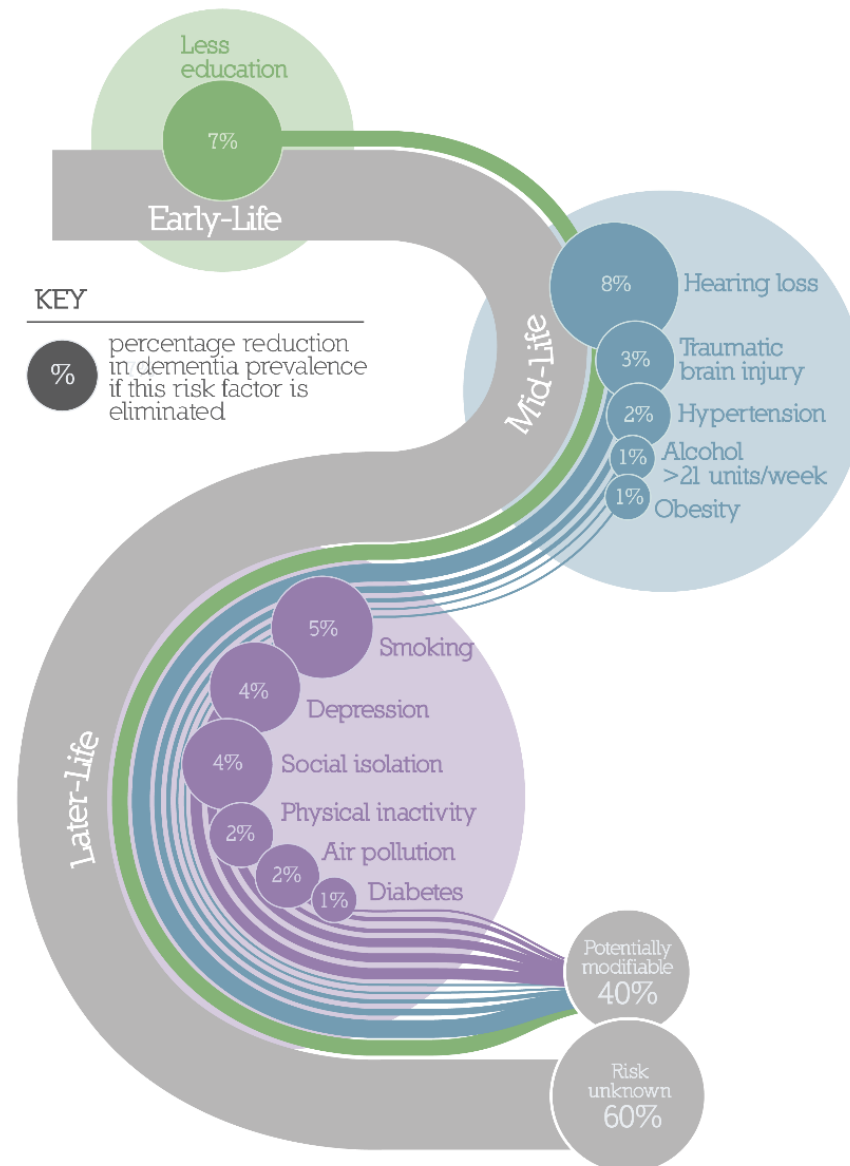 Less
education
7%
Early-Life
KEY
%
percentage reduction
in dementia prevalence
if this risk factor is
eliminated
Mid-Life
8%
Hearing loss
3%
Traumatic
brain injury
2%
Hypertension
1%
Alcohol
>21 units/week
1%
Obesity
Later-Life
5%
Smoking
4%
Depression
4%
Social isolation
2%
Physical inactivity
2%
Air pollution
1%
Diabetes
Potentially
modifiable
40%
Risk
unknown
60%